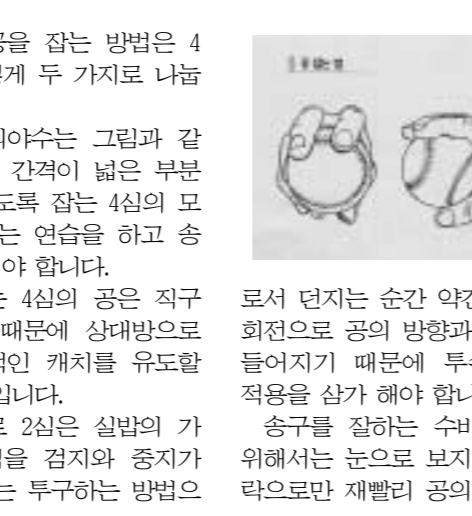 공을 잡는 방법은 4
게 두 가지로 나눕
야수는 그림과 같
간격이 넓은 부분
도록 잡는 4심의 모
는 연습을 하고 송
야 합니다.
는 4심의 공은 직구
때문에 상대방으로
적인 캐치를 유도할
입니다.
로 2심은 실밥의 가
을 검지와 중지가
는 투구하는 방법으
로서 던지는 순간 약간
회전으로 공의 방향과
들어지기 때문에 투수
적용을 삼가 해야 합니
송구를 잘하는 수비
위해서는 눈으로 보지
락으로만 재빨리 공의